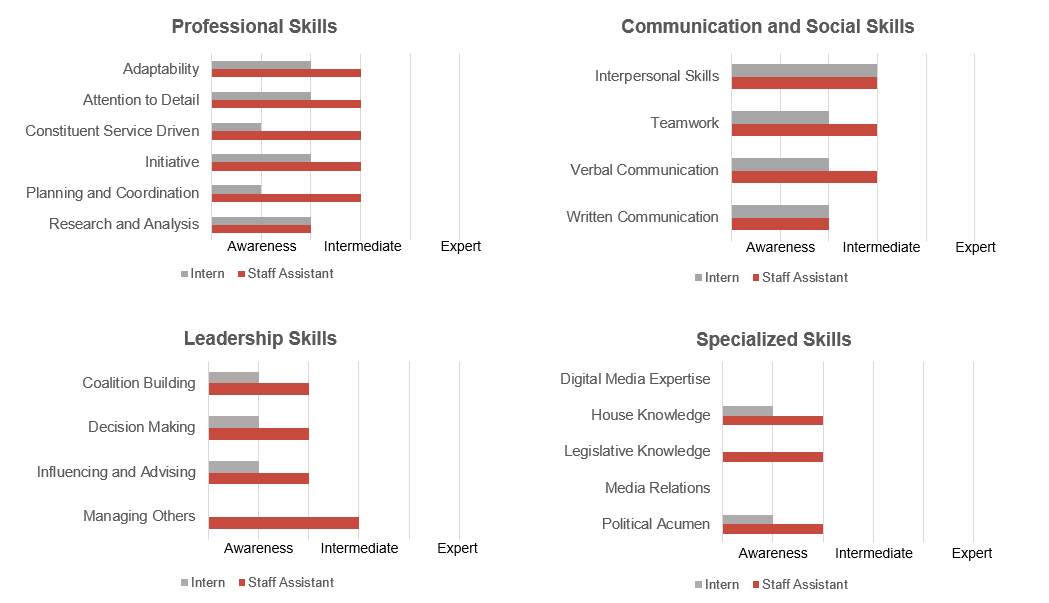 Professional Skills
Adaptability
Attention to Detail
Constituent Service Driven
Initiative
Planning and Coordination
Research and Analysis
Awareness Intermediate Expert
Intern Staff Assistant
Communication and Social Skills
Interpersonal Skills
Teamwork
Verbal Communication
Written Communication
Awareness Intermediate Expert
Intern Staff Assistant
Leadership Skills
Coalition Building
Decision Making
Influencing and Advising
Managing Others
Awareness Intermediate Expert
Intern Staff Assistant
Specialized Skills
Digital Media Expertise
House Knowledge
Legislative Knowledge
Media Relations
Political Acumen
Awareness Intermediate Expert
Intern Staff Assistant